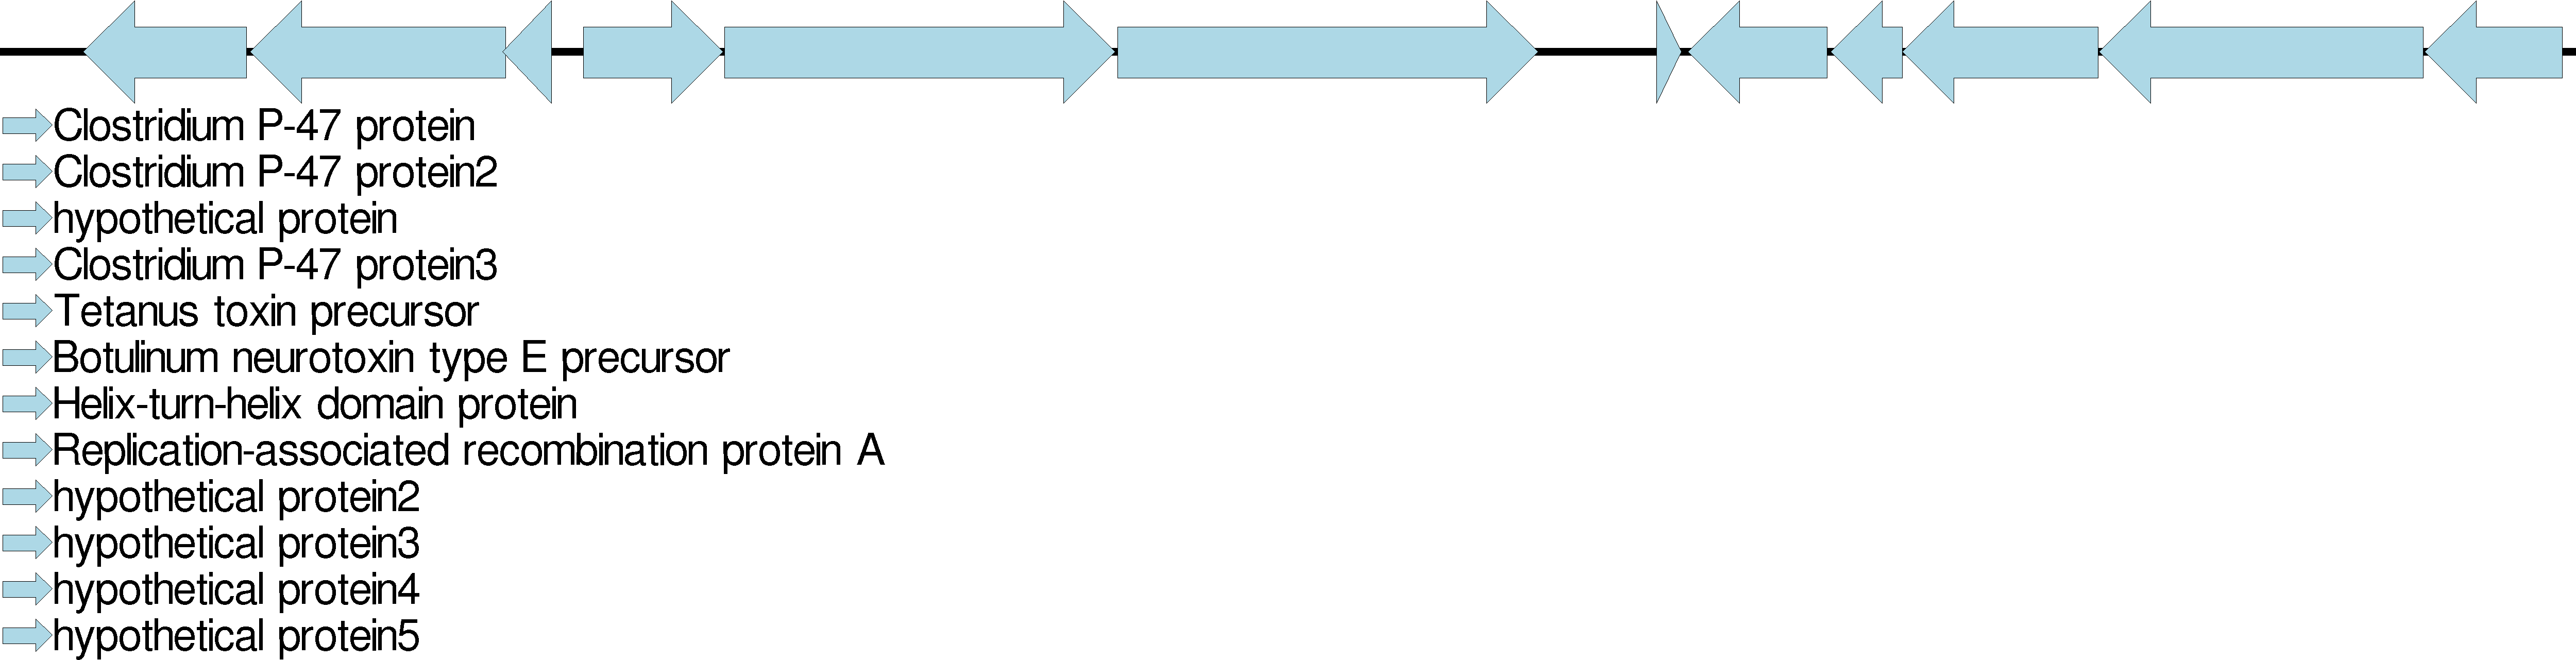 Clostridium P-47 protein
Clostridium P-47 protein2
hypothetical protein
Clostridium P-47 protein3
Tetanus toxin precursor
Botulinum neurotoxin type E precursor
Helix-turn-helix domain protein
Replication-associated recombination protein A
hypothetical protein2
hypothetical protein3
hypothetical protein4
hypothetical protein5